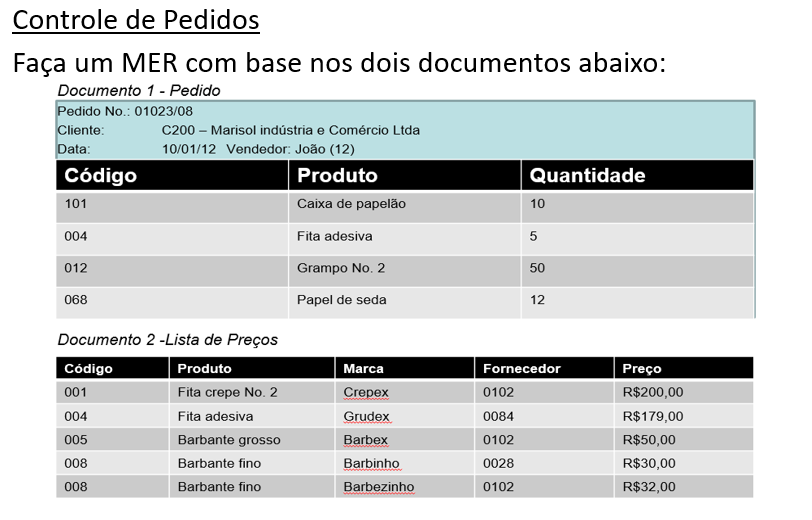 Controle de Pedidos
Faça um MER com base nos dois documentos abaixo:
Documento 1 - Pedido
Pedido No.: 01023/08
Cliente: C200 – Marisol indústria e Comércio Ltda
Data: 10/01/12 Vendedor: João (12)
Código Produto Quantidade
101 Caixa de papelão 10
004 Fita adesiva 5
012 Grampo No. 2 50
068 Papel de seda 12
Documento 2 -Lista de Preços
Código Produto Marca Fornecedor Preço
001 Fita crepe No. 2 Crepex 0102 R$200,00
004 Fita adesiva Grudex 0084 R$179,00
005 Barbante grosso Barbex 0102 R$50,00
008 Barbante fino Barbinho 0028 R$30,00
008 Barbante fino Barbezinho 0102 R$32,00